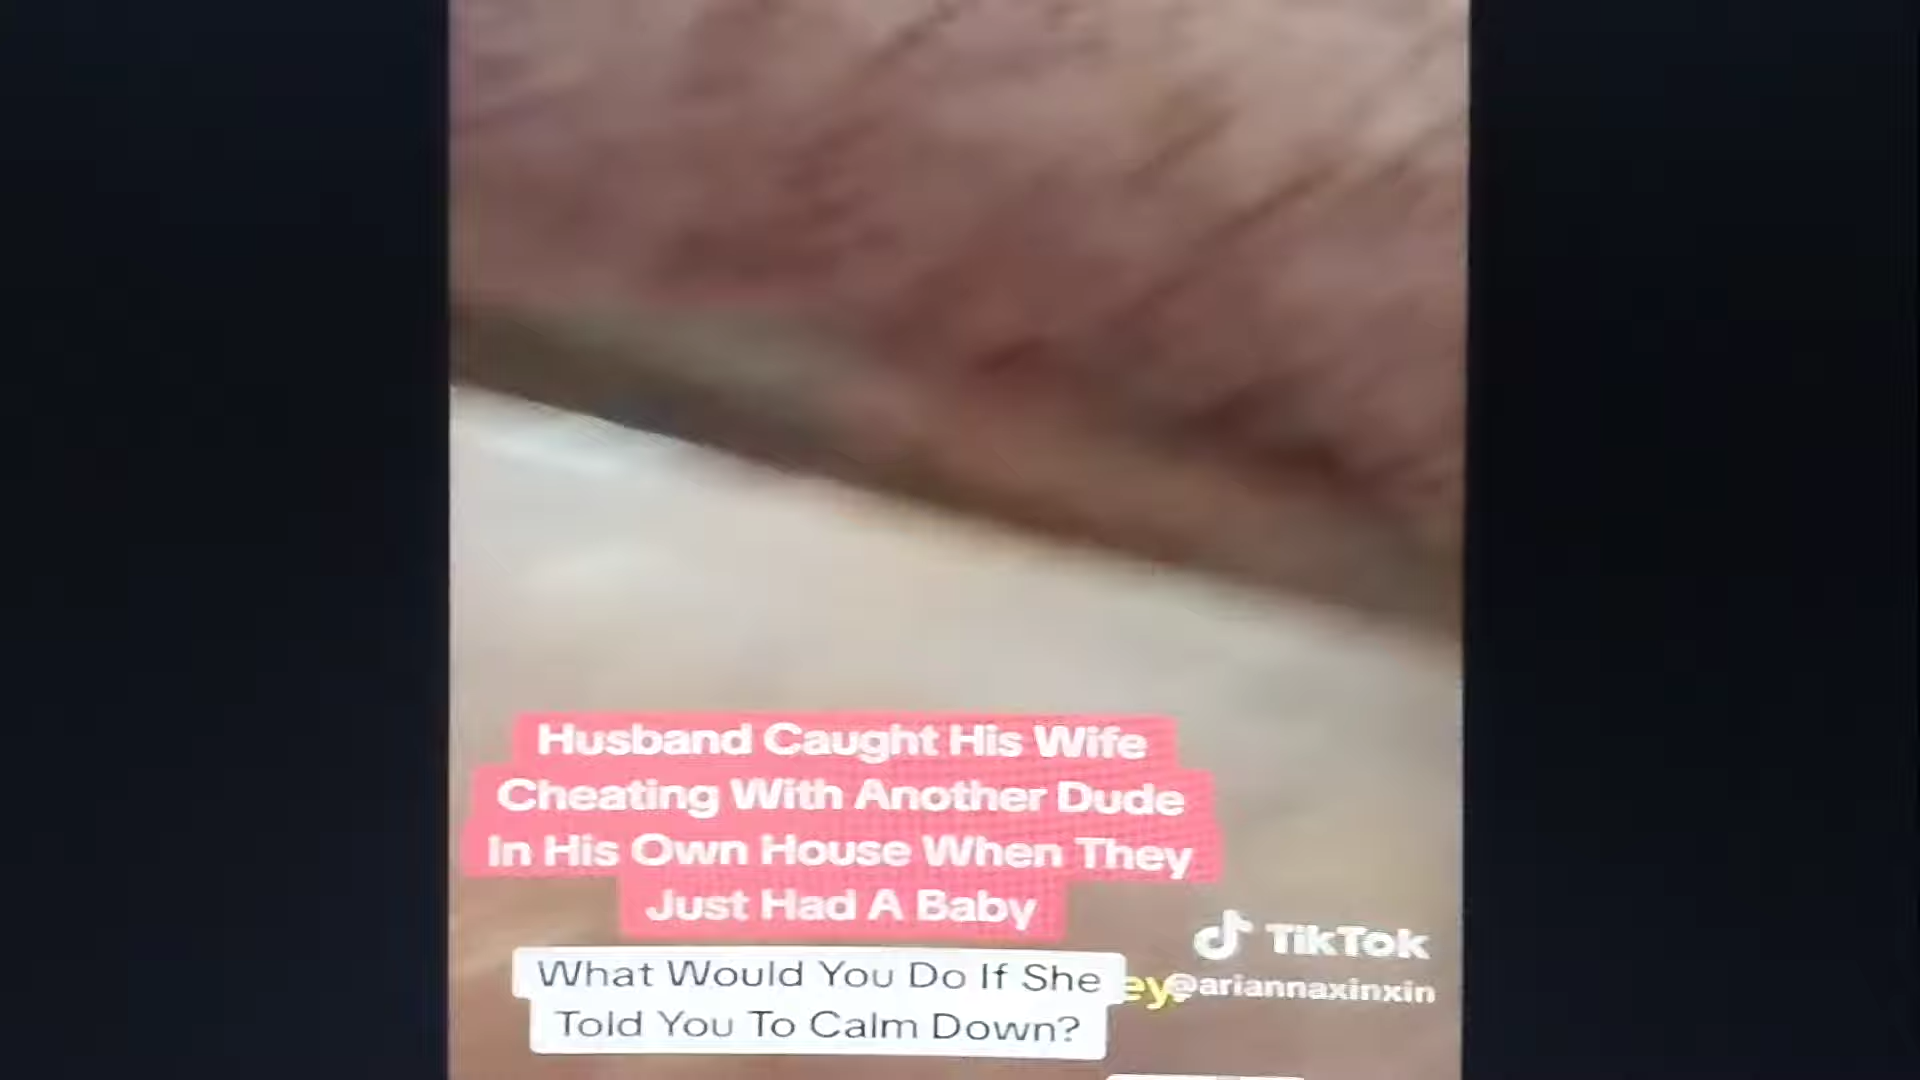 Husband Caught His Wife
Cheating With Another Dude
In His Own House When They
Just Had A Baby
What Would You Do If She
Told You To Calm Down?
ey.
TikTok
@ariannaxinxin